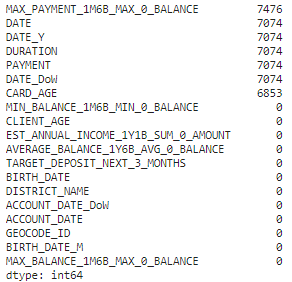 MAX_PAYMENT_1M6B_MAX_0_BALANCE 7476
DATE 7074
DATE_Y 7074
DURATION 7074
PAYMENT 7074
DATE_DoW 7074
CARD_AGE 6853
MIN_BALANCE_1M6B_MIN_0_BALANCE 0
CLIENT_AGE 0
EST_ANNUAL_INCOME_1Y1B_SUM_0_AMOUNT 0
AVERAGE_BALANCE_1Y6B_AVG_0_BALANCE 0
TARGET_DEPOSIT_NEXT_3_MONTHS 0
BIRTH_DATE 0
DISTRICT_NAME 0
ACCOUNT_DATE_DoW 0
ACCOUNT_DATE 0
GEOCODE_ID 0
BIRTH_DATE_M 0
MAX_BALANCE_1M6B_MAX_0_BALANCE 0
dtype: int64